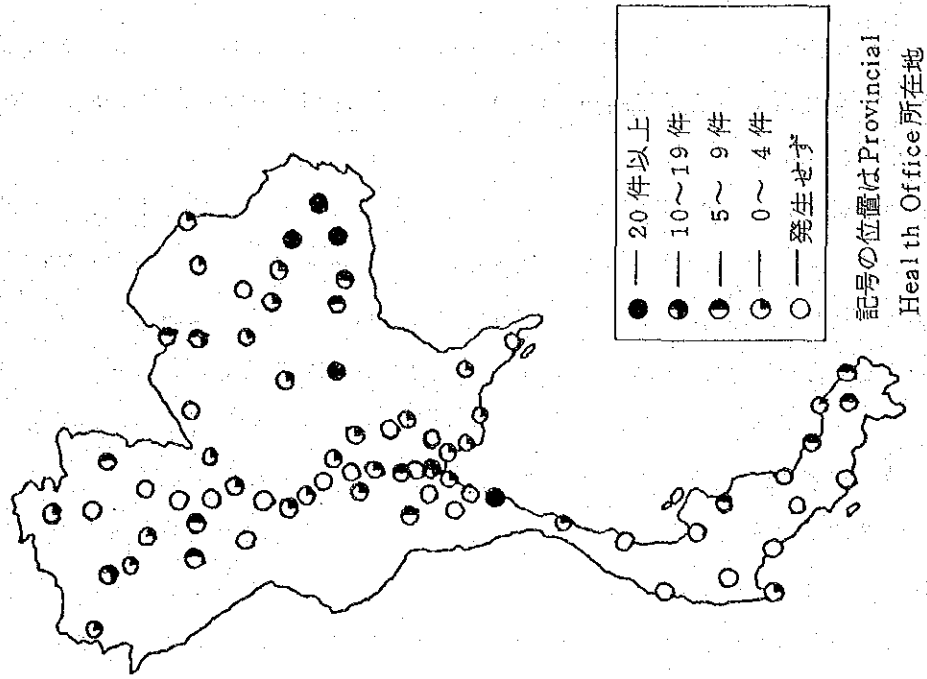 ● — 20件以上
◕ — 10～19件
◑ — 5～ 9件
◔ — 0～ 4件
○ — 発生せず
記号の位置はProvincial
Health Office所在地